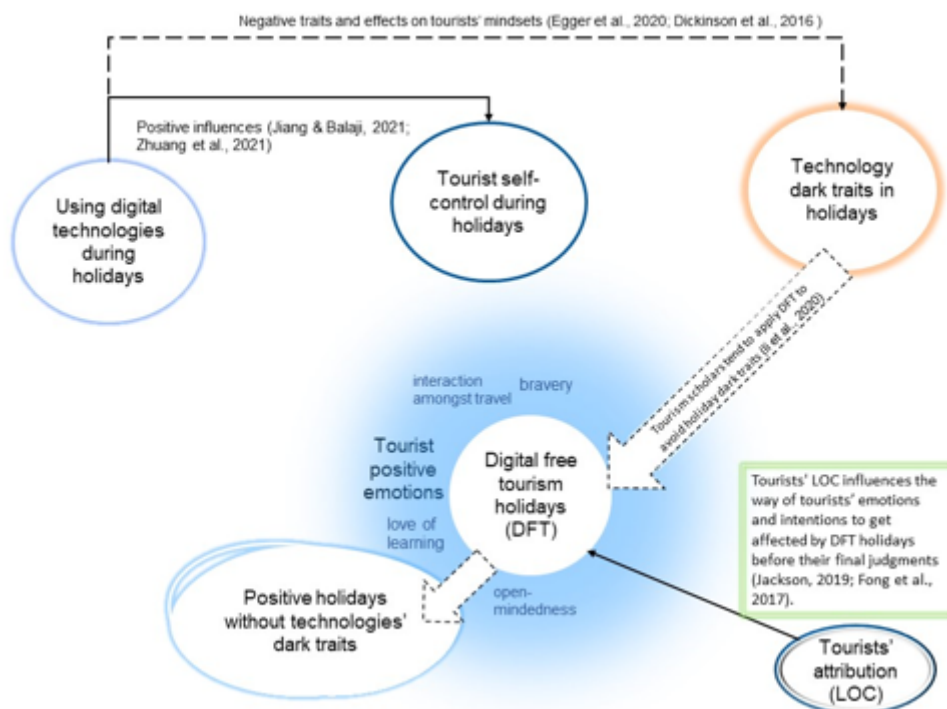 Negative traits and effects on tourists' mindsets (Egger et al., 2020; Dickinson et al., 2016 )
Positive influences (Jiang & Balaji, 2021;
Zhuang et al., 2021)
Using digital
technologies
during
holidays
Tourist self-
control during
holidays
Technology
dark traits in
holidays
Tourism scholars tend to apply DFT to
avoid holiday dark traits (li et al., 2020)
interaction
amongst travel
bravery
Tourist
positive
emotions
love of
learning
Digital free
tourism
holidays
(DFT)
open-
mindedness
Positive holidays
without technologies'
dark traits
Tourists' LOC influences the
way of tourists' emotions
and intentions to get
affected by DFT holidays
before their final judgments
(Jackson, 2019; Fong et al.,
2017).
Tourists'
attribution
(LOC)